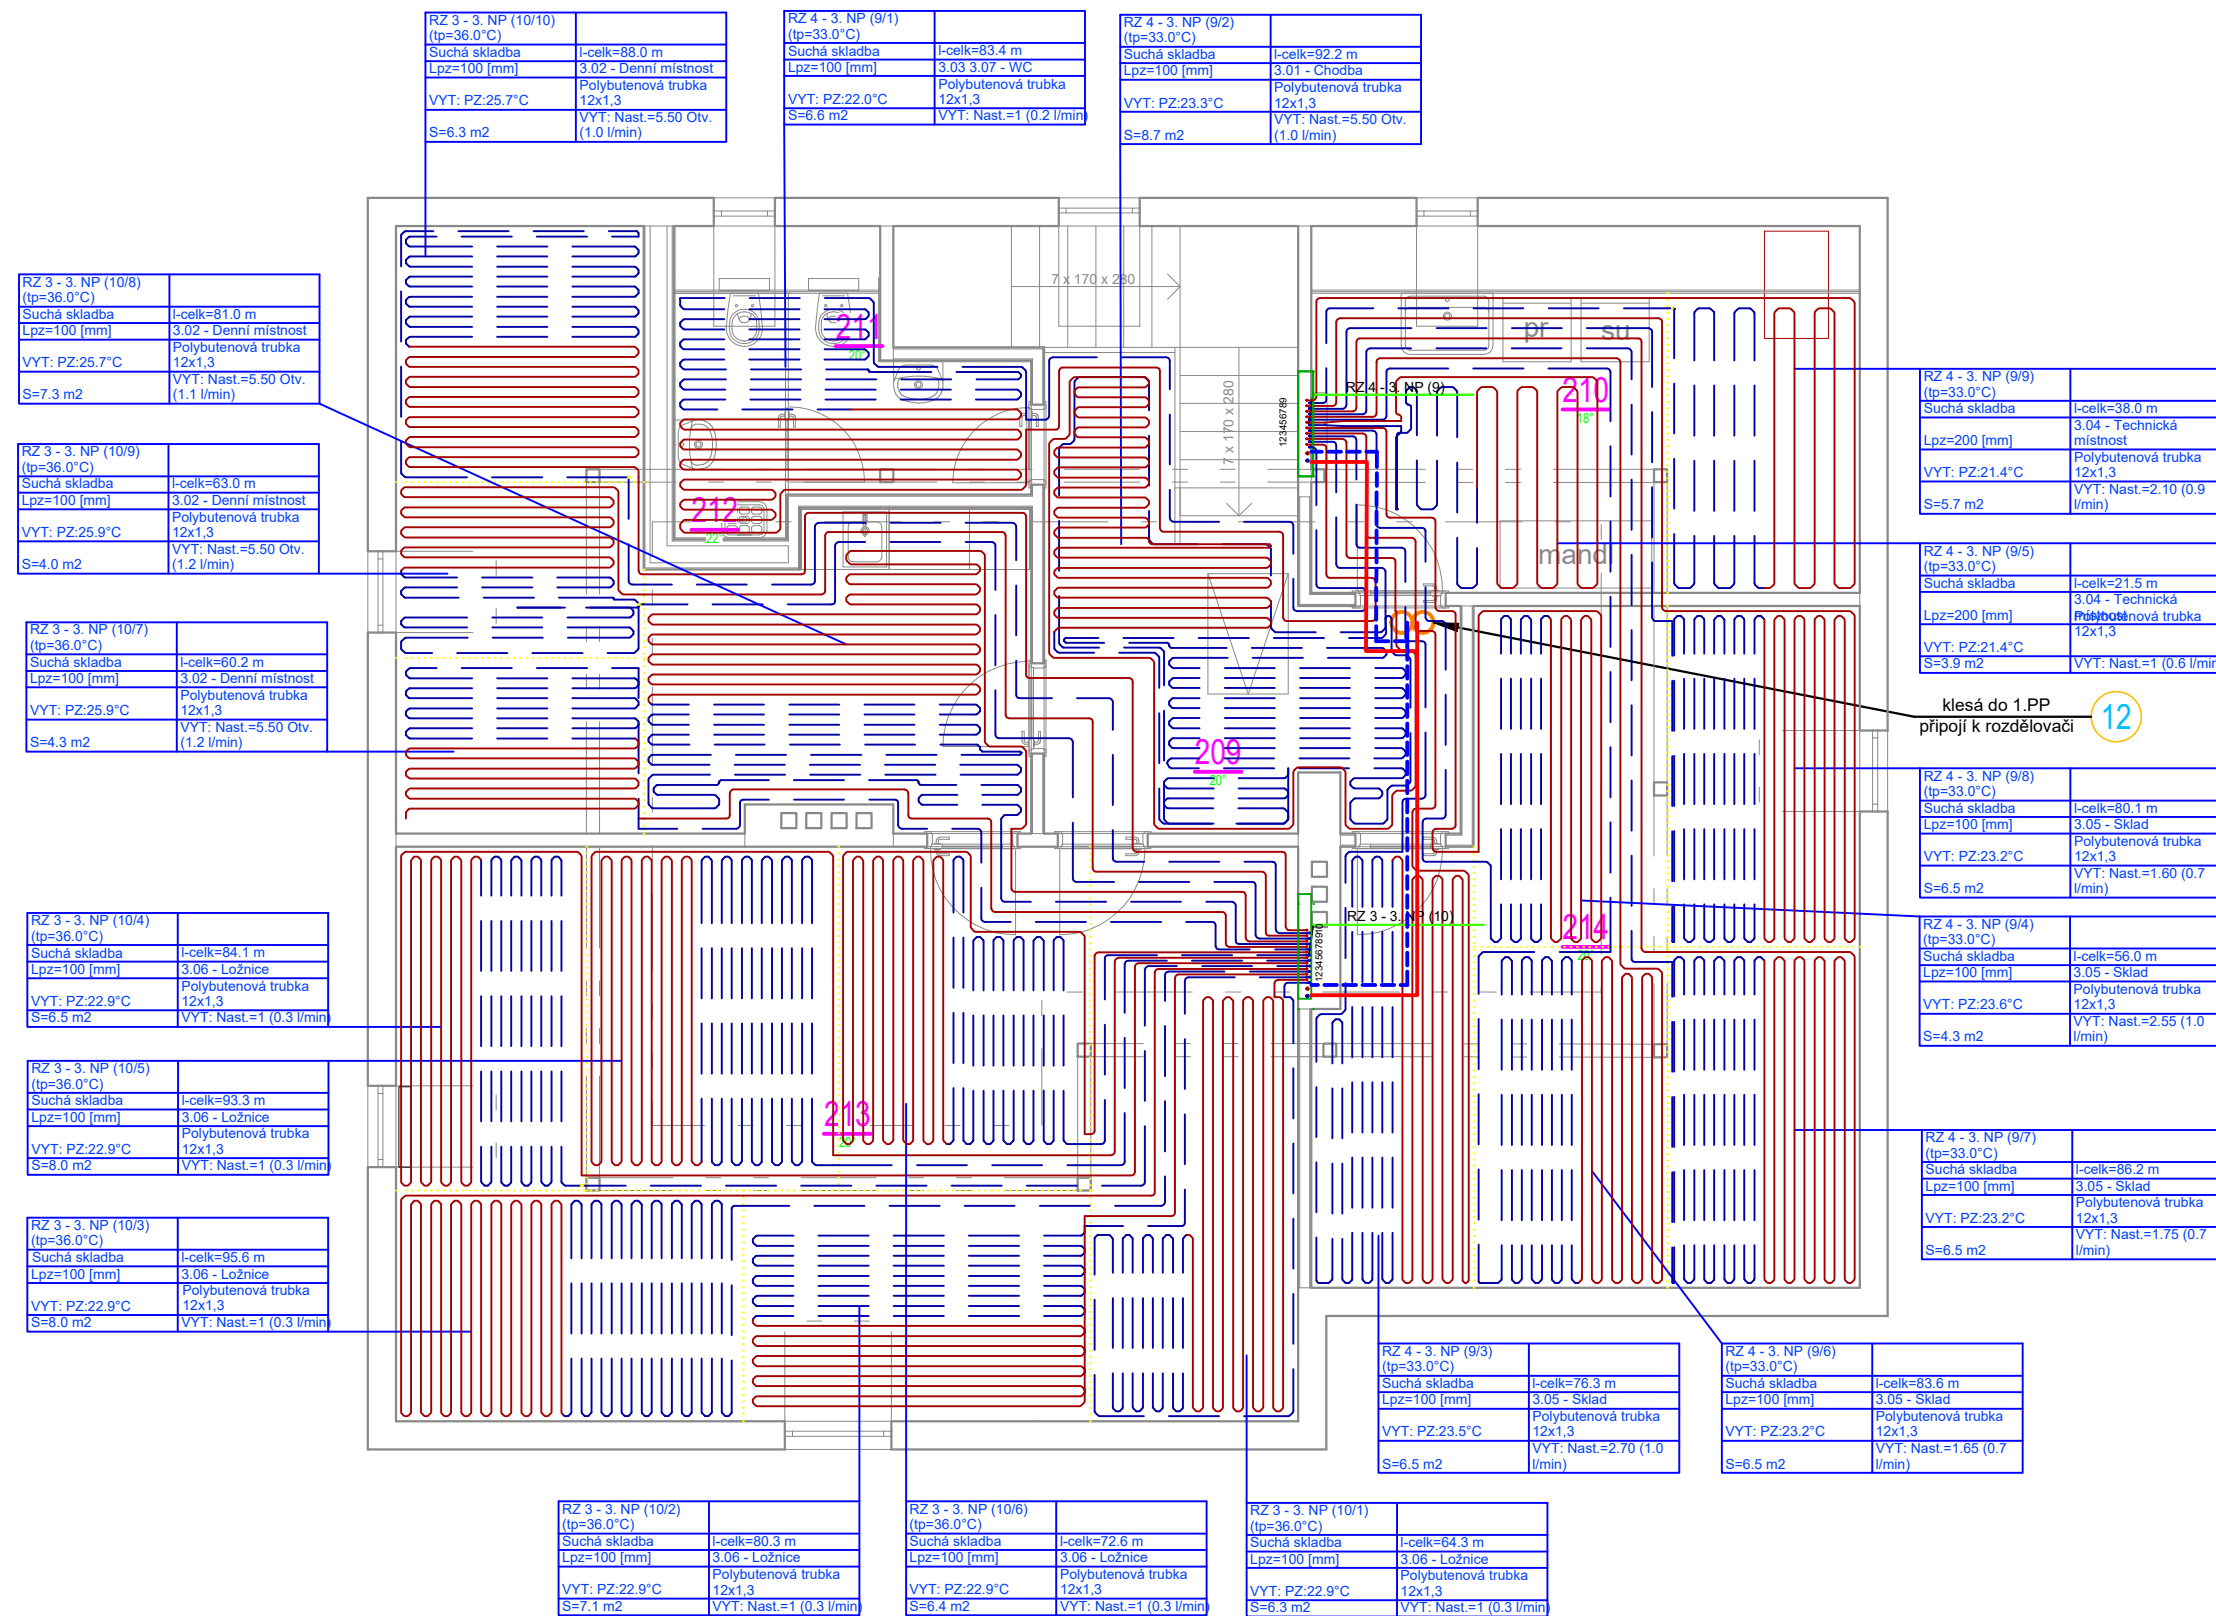 RZ 3 - 3. NP (10/10)
(tp=36.0°C)
Suchá skladba l-celk=88.0 m
Lpz=100 [mm] 3.02 - Denní místnost
Polybutenová trubka
VYT: PZ:25.7°C 12x1,3
VYT: Nast.=5.50 Otv.
S=6.3 m2 (1.0 l/min)
RZ 4 - 3. NP (9/1)
(tp=33.0°C)
Suchá skladba l-celk=83.4 m
Lpz=100 [mm] 3.03 3.07 - WC
Polybutenová trubka
VYT: PZ:22.0°C 12x1,3
S=6.6 m2 VYT: Nast.=1 (0.2 l/min)
RZ 4 - 3. NP (9/2)
(tp=33.0°C)
Suchá skladba l-celk=92.2 m
Lpz=100 [mm] 3.01 - Chodba
Polybutenová trubka
VYT: PZ:23.3°C 12x1,3
VYT: Nast.=5.50 Otv.
S=8.7 m2 (1.0 l/min)
RZ 3 - 3. NP (10/8)
(tp=36.0°C)
Suchá skladba l-celk=81.0 m
Lpz=100 [mm] 3.02 - Denní místnost
Polybutenová trubka
VYT: PZ:25.7°C 12x1,3
VYT: Nast.=5.50 Otv.
S=7.3 m2 (1.1 l/min)
RZ 3 - 3. NP (10/9)
(tp=36.0°C)
Suchá skladba l-celk=63.0 m
Lpz=100 [mm] 3.02 - Denní místnost
Polybutenová trubka
VYT: PZ:25.9°C 12x1,3
VYT: Nast.=5.50 Otv.
S=4.0 m2 (1.2 l/min)
RZ 3 - 3. NP (10/7)
(tp=36.0°C)
Suchá skladba l-celk=60.2 m
Lpz=100 [mm] 3.02 - Denní místnost
Polybutenová trubka
VYT: PZ:25.9°C 12x1,3
VYT: Nast.=5.50 Otv.
S=4.3 m2 (1.2 l/min)
RZ 3 - 3. NP (10/4)
(tp=36.0°C)
Suchá skladba l-celk=84.1 m
Lpz=100 [mm] 3.06 - Ložnice
Polybutenová trubka
VYT: PZ:22.9°C 12x1,3
S=6.5 m2 VYT: Nast.=1 (0.3 l/min)
RZ 3 - 3. NP (10/5)
(tp=36.0°C)
Suchá skladba l-celk=93.3 m
Lpz=100 [mm] 3.06 - Ložnice
Polybutenová trubka
VYT: PZ:22.9°C 12x1,3
S=8.0 m2 VYT: Nast.=1 (0.3 l/min)
RZ 3 - 3. NP (10/3)
(tp=36.0°C)
Suchá skladba l-celk=95.6 m
Lpz=100 [mm] 3.06 - Ložnice
Polybutenová trubka
VYT: PZ:22.9°C 12x1,3
S=8.0 m2 VYT: Nast.=1 (0.3 l/min)
7 x 170 x 280
211
20°
pr
su
RZ 4 - 3. NP (9)
123456789
7 x 170 x 280
210
18°
212
22°
mand
209
20°
RZ 3 - 3. NP (10)
12345678910
214
20°
213
20°
RZ 4 - 3. NP (9/9)
(tp=33.0°C)
Suchá skladba l-celk=38.0 m
3.04 - Technická
Lpz=200 [mm] místnost
Polybutenová trubka
VYT: PZ:21.4°C 12x1,3
VYT: Nast.=2.10 (0.9
S=5.7 m2 l/min)
RZ 4 - 3. NP (9/5)
(tp=33.0°C)
Suchá skladba l-celk=21.5 m
3.04 - Technická
Lpz=200 [mm] místnost
Polybutenová trubka
12x1,3
VYT: PZ:21.4°C
S=3.9 m2 VYT: Nast.=1 (0.6 l/min
klesá do 1.PP
připojí k rozdělovači
12
RZ 4 - 3. NP (9/8)
(tp=33.0°C)
Suchá skladba l-celk=80.1 m
Lpz=100 [mm] 3.05 - Sklad
Polybutenová trubka
VYT: PZ:23.2°C 12x1,3
VYT: Nast.=1.60 (0.7
S=6.5 m2 l/min)
RZ 4 - 3. NP (9/4)
(tp=33.0°C)
Suchá skladba l-celk=56.0 m
Lpz=100 [mm] 3.05 - Sklad
Polybutenová trubka
VYT: PZ:23.6°C 12x1,3
VYT: Nast.=2.55 (1.0
S=4.3 m2 l/min)
RZ 4 - 3. NP (9/7)
(tp=33.0°C)
Suchá skladba l-celk=86.2 m
Lpz=100 [mm] 3.05 - Sklad
Polybutenová trubka
VYT: PZ:23.2°C 12x1,3
VYT: Nast.=1.75 (0.7
S=6.5 m2 l/min)
RZ 4 - 3. NP (9/3)
(tp=33.0°C)
Suchá skladba l-celk=76.3 m
Lpz=100 [mm] 3.05 - Sklad
Polybutenová trubka
VYT: PZ:23.5°C 12x1,3
VYT: Nast.=2.70 (1.0
S=6.5 m2 l/min)
RZ 4 - 3. NP (9/6)
(tp=33.0°C)
Suchá skladba l-celk=83.6 m
Lpz=100 [mm] 3.05 - Sklad
Polybutenová trubka
VYT: PZ:23.2°C 12x1,3
VYT: Nast.=1.65 (0.7
S=6.5 m2 l/min)
RZ 3 - 3. NP (10/2)
(tp=36.0°C)
Suchá skladba l-celk=80.3 m
Lpz=100 [mm] 3.06 - Ložnice
Polybutenová trubka
VYT: PZ:22.9°C 12x1,3
S=7.1 m2 VYT: Nast.=1 (0.3 l/min)
RZ 3 - 3. NP (10/6)
(tp=36.0°C)
Suchá skladba l-celk=72.6 m
Lpz=100 [mm] 3.06 - Ložnice
Polybutenová trubka
VYT: PZ:22.9°C 12x1,3
S=6.4 m2 VYT: Nast.=1 (0.3 l/min)
RZ 3 - 3. NP (10/1)
(tp=36.0°C)
Suchá skladba l-celk=64.3 m
Lpz=100 [mm] 3.06 - Ložnice
Polybutenová trubka
VYT: PZ:22.9°C 12x1,3
S=6.3 m2 VYT: Nast.=1 (0.3 l/min)